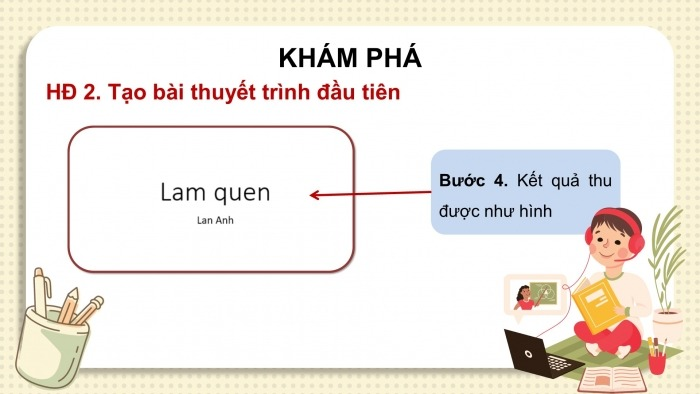 KHÁM PHÁ
HĐ 2. Tạo bài thuyết trình đầu tiên
Lam quen
Lan Anh
Bước 4. Kết quả thu
được như hình